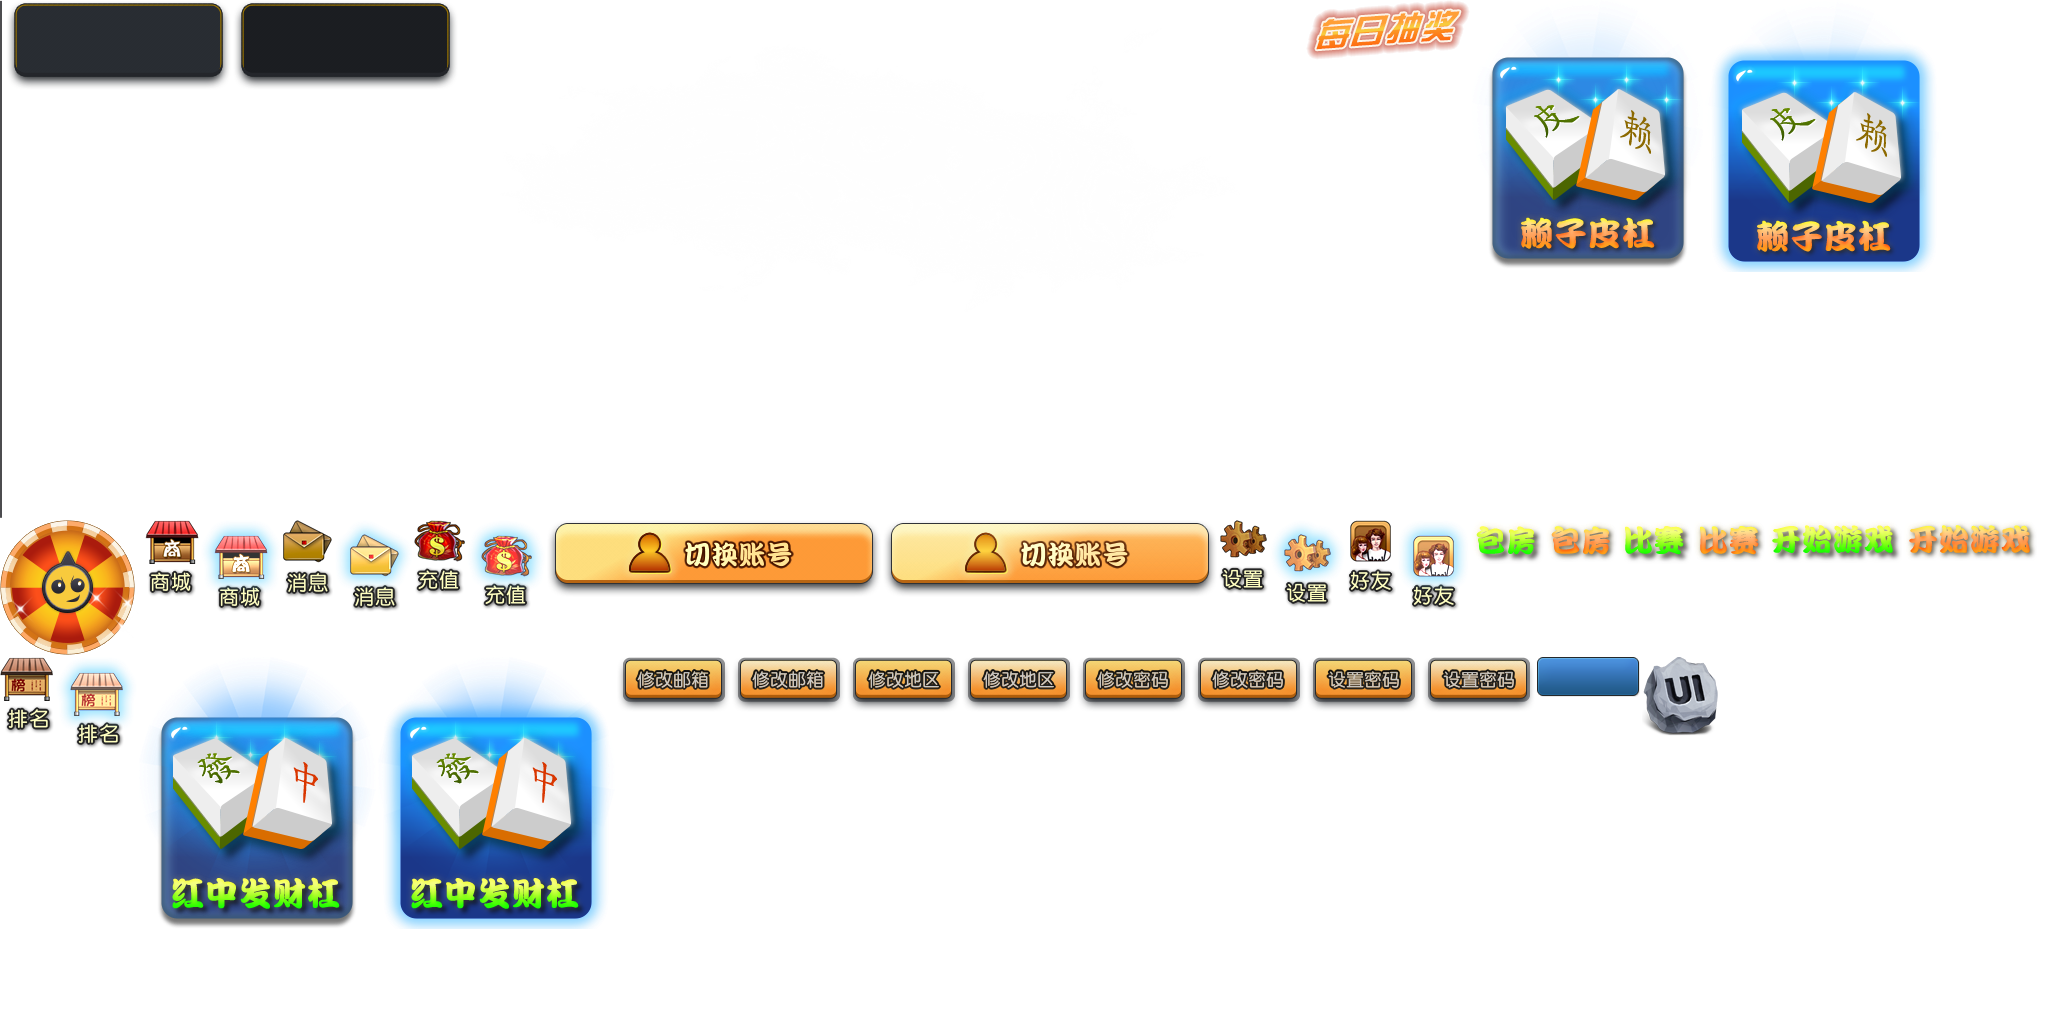 每日抽奖
皮 赖
赖子皮杠
皮 赖
赖子皮杠
商
商城
商
商城
消息
消息
$
充值
$
充值
切换账号
切换账号
设置
设置
好友
好友
包房
包房
比赛
比赛
开始游戏
开始游戏
榜
排名
榜
排名
發 中
红中发财杠
發 中
红中发财杠
修改邮箱
修改邮箱
修改地区
修改地区
修改密码
修改密码
设置密码
设置密码
UI